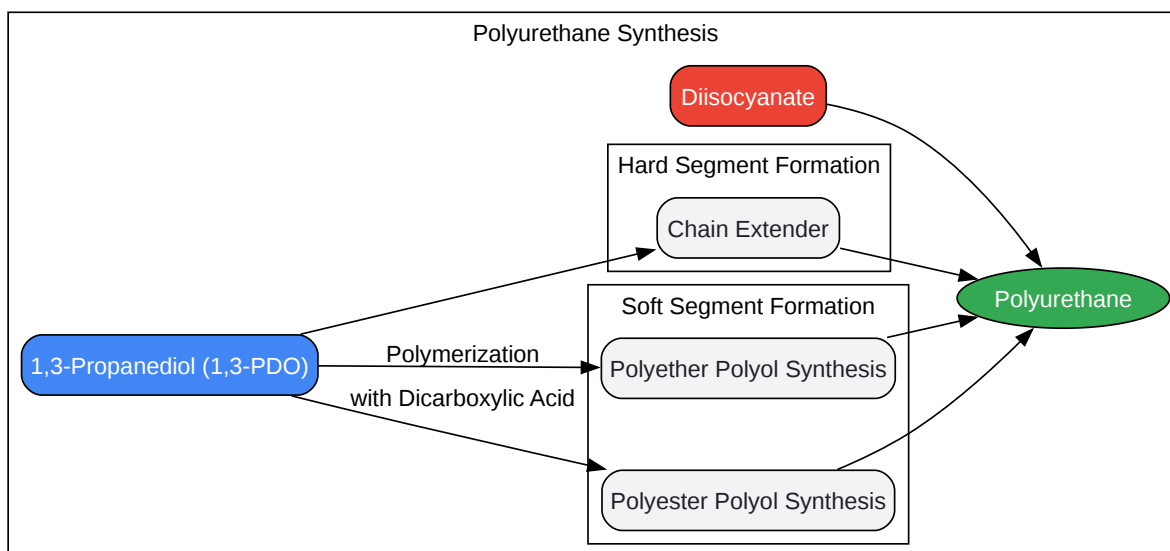 Polyurethane Synthesis
Diisocyanate
Hard Segment Formation
Chain Extender
Polyurethane
Soft Segment Formation
1,3-Propanediol (1,3-PDO)
Polymerization
Polyether Polyol Synthesis
with Dicarboxylic Acid
Polyester Polyol Synthesis